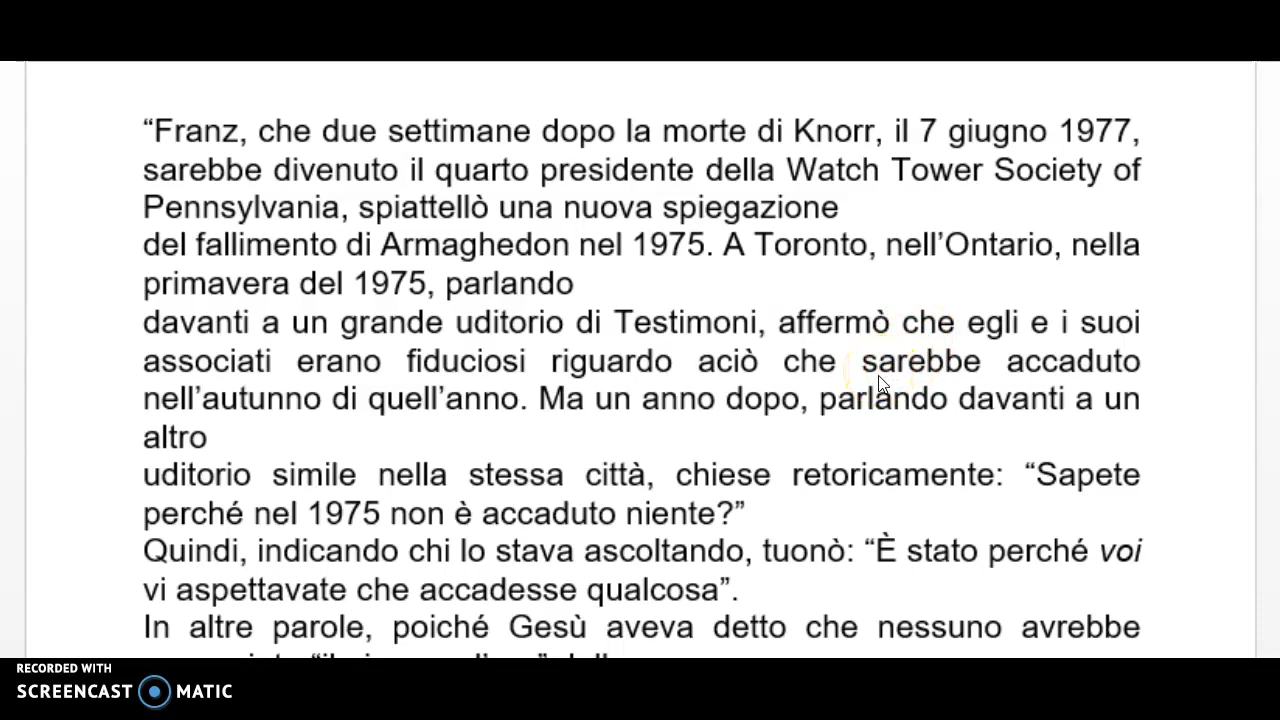 “Franz, che due settimane dopo la morte di Knorr, il 7 giugno 1977,
sarebbe divenuto il quarto presidente della Watch Tower Society of
Pennsylvania, spiattellò una nuova spiegazione
del fallimento di Armaghedon nel 1975. A Toronto, nell’Ontario, nella
primavera del 1975, parlando
davanti a un grande uditorio di Testimoni, affermò che egli e i suoi
associati erano fiduciosi riguardo aciò che sarebbe accaduto
nell’autunno di quell’anno. Ma un anno dopo, parlando davanti a un
altro
uditorio simile nella stessa città, chiese retoricamente: “Sapete
perché nel 1975 non è accaduto niente?”
Quindi, indicando chi lo stava ascoltando, tuonò: “È stato perché voi
vi aspettavate che accadesse qualcosa”.
In altre parole, poiché Gesù aveva detto che nessuno avrebbe
RECORDED WITH
SCREENCAST MATIC